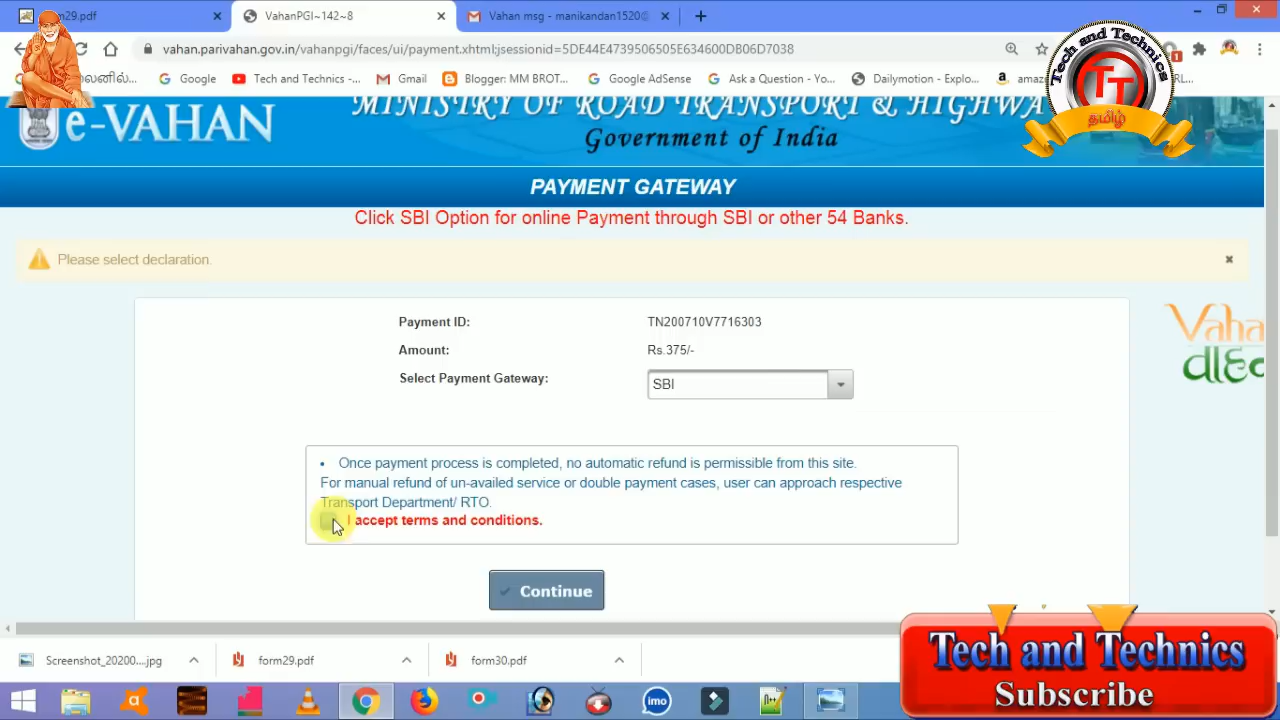 29.pdf
VahanPGI~142~8
Vahan msg - manikandan1520@
vahan.parivahan.gov.in/vahanpgi/faces/ui/payment.xhtml;jsessionid=5DE44E4739506505E634600DB06D7038
Google
Tech and Technics -...
Gmail
Blogger: MM BROT...
Google AdSense
Ask a Question - Yo...
Dailymotion - Explo...
Tech and Technics
TT
தமிழ்
e-VAHAN
MINISTRY OF ROAD TRANSPORT & HIGHWA
Government of India
PAYMENT GATEWAY
Click SBI Option for online Payment through SBI or other 54 Banks.
Please select declaration.
Payment ID:
TN200710V7716303
Amount:
Rs.375/-
Select Payment Gateway:
SBI
Once payment process is completed, no automatic refund is permissible from this site.
For manual refund of un-availed service or double payment cases, user can approach respective
Transport Department/ RTO.
I accept terms and conditions.
Continue
Screenshot_20200....jpg
form29.pdf
form30.pdf
imo
Tech and Technics
Subscribe